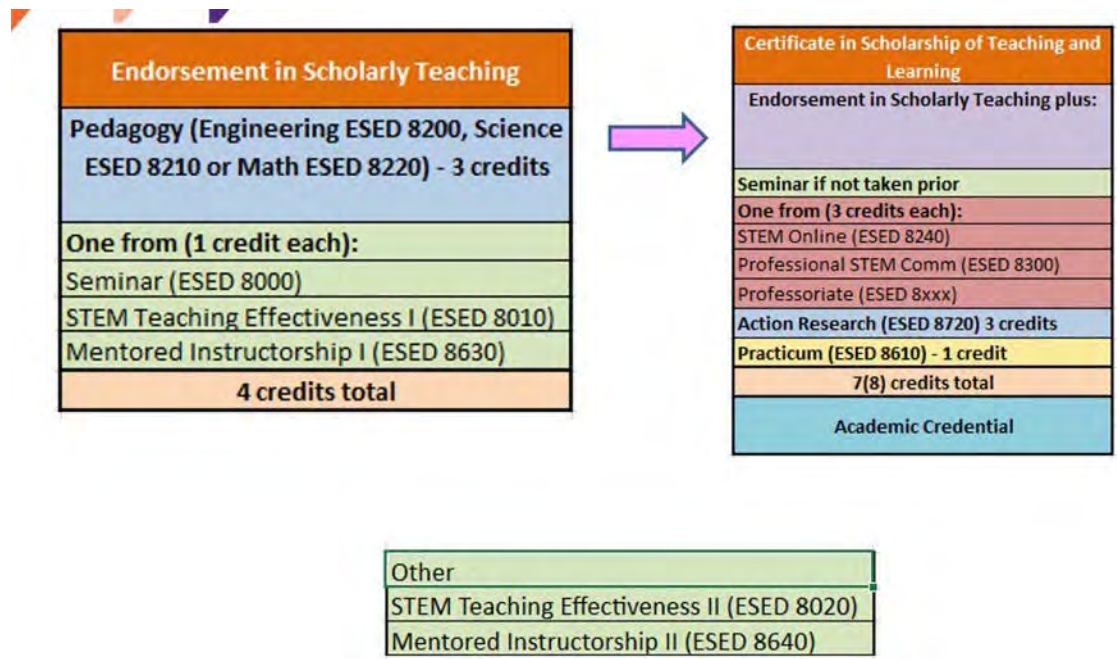 Endorsement in Scholarly Teaching
Pedagogy (Engineering ESED 8200, Science
ESED 8210 or Math ESED 8220) - 3 credits
One from (1 credit each):
Seminar (ESED 8000)
STEM Teaching Effectiveness I (ESED 8010)
Mentored Instructorship I (ESED 8630)
4 credits total
Certificate in Scholarship of Teaching and
Learning
Endorsement in Scholarly Teaching plus:
Seminar if not taken prior
One from (3 credits each):
STEM Online (ESED 8240)
Professional STEM Comm (ESED 8300)
Professoriate (ESED 8xxx)
Action Research (ESED 8720) 3 credits
Practicum (ESED 8610) - 1 credit
7(8) credits total
Academic Credential
Other
STEM Teaching Effectiveness II (ESED 8020)
Mentored Instructorship II (ESED 8640)